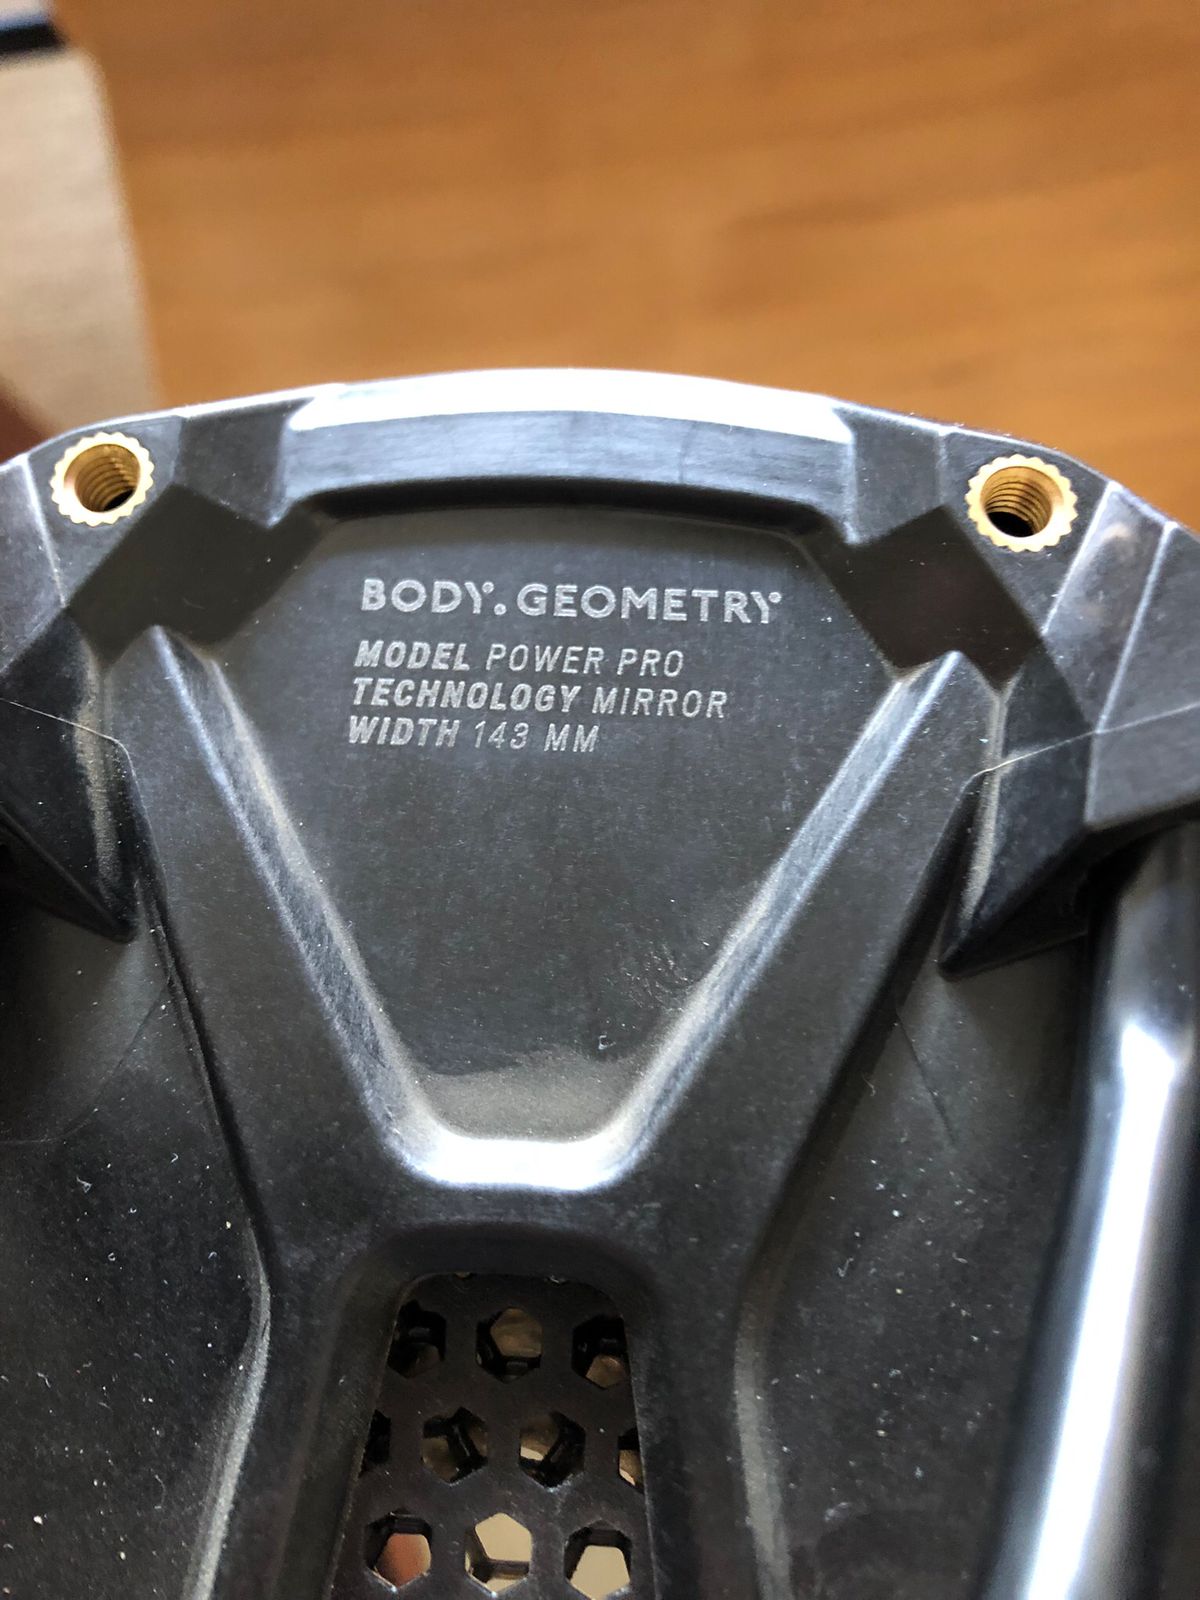 BODY. GEOMETRY
MODEL POWER PRO
TECHNOLOGY MIRROR
WIDTH 143 MM